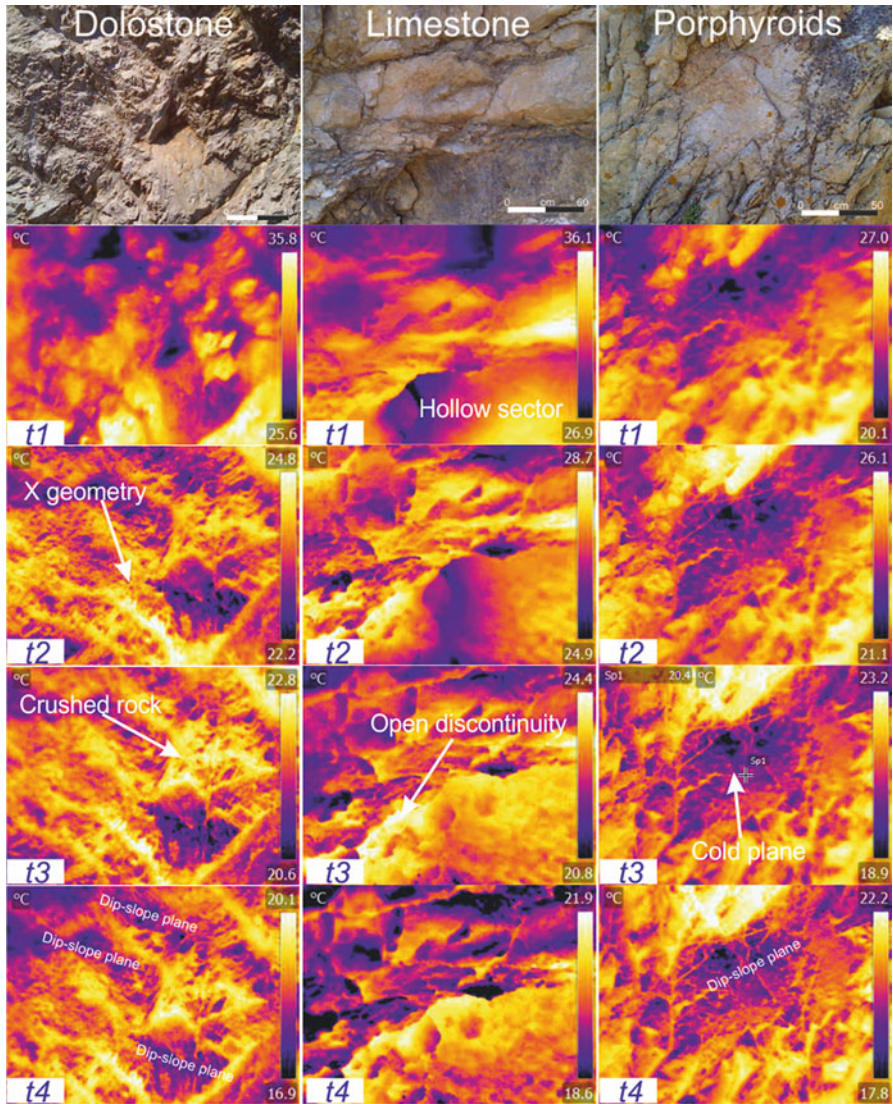 Dolostone
Limestone
Porphyroids
0 cm 60
0 cm 50
°C 35.8
t1 25.6
°C 36.1
Hollow sector
t1 26.9
°C 27.0
t1 20.1
°C 24.8
X geometry
t2 22.2
°C 28.7
t2 24.9
°C 26.1
t2 21.1
°C 22.8
Crushed rock
t3 20.6
°C 24.4
Open discontinuity
t3 20.8
Sp1 20.4 °C 23.2
Sp1
Cold plane
t3 18.9
°C 20.1
Dip-slope plane
Dip-slope plane
Dip-slope plane
t4 16.9
°C 21.9
t4 18.6
°C 22.2
Dip-slope plane
t4 17.8